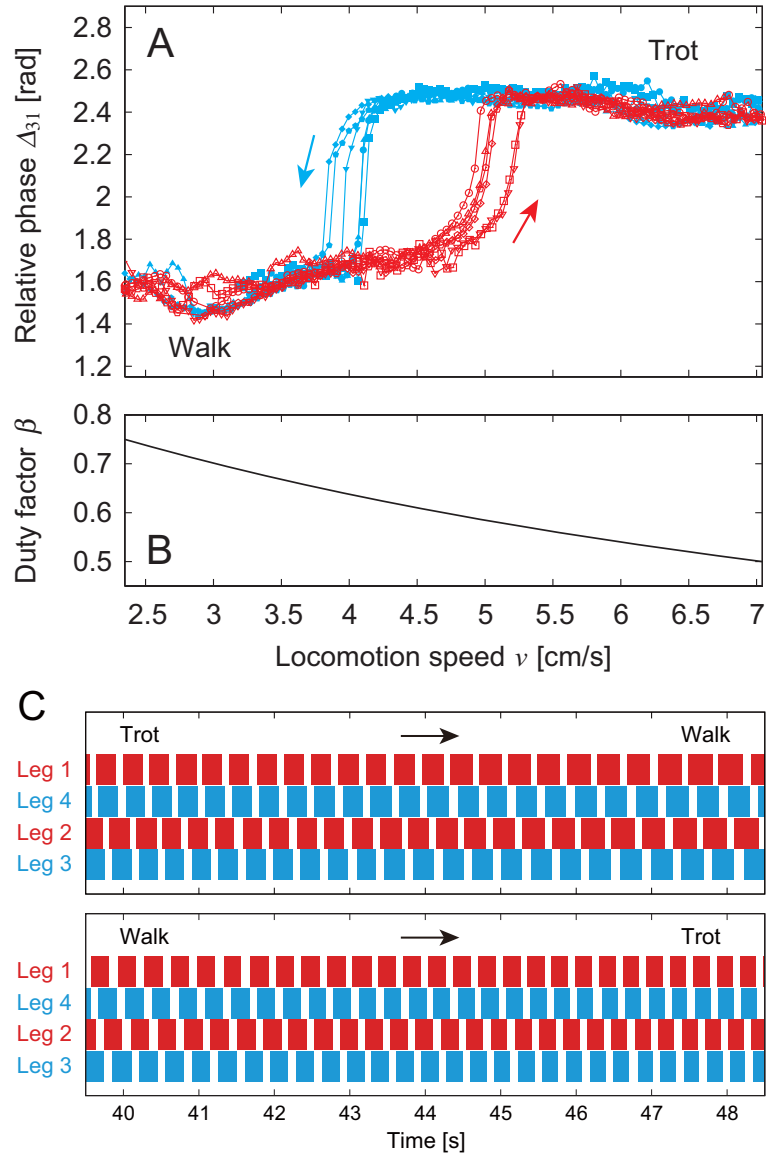 A
Trot
Walk
Relative phase Δ31 [rad]
2.8
2.6
2.4
2.2
2
1.8
1.6
1.4
1.2
Duty factor β
0.8
0.7
0.6
0.5
B
2.5 3 3.5 4 4.5 5 5.5 6 6.5 7
Locomotion speed v [cm/s]
C
Trot Walk
Leg 1
Leg 4
Leg 2
Leg 3
Walk Trot
Leg 1
Leg 4
Leg 2
Leg 3
40 41 42 43 44 45 46 47 48
Time [s]